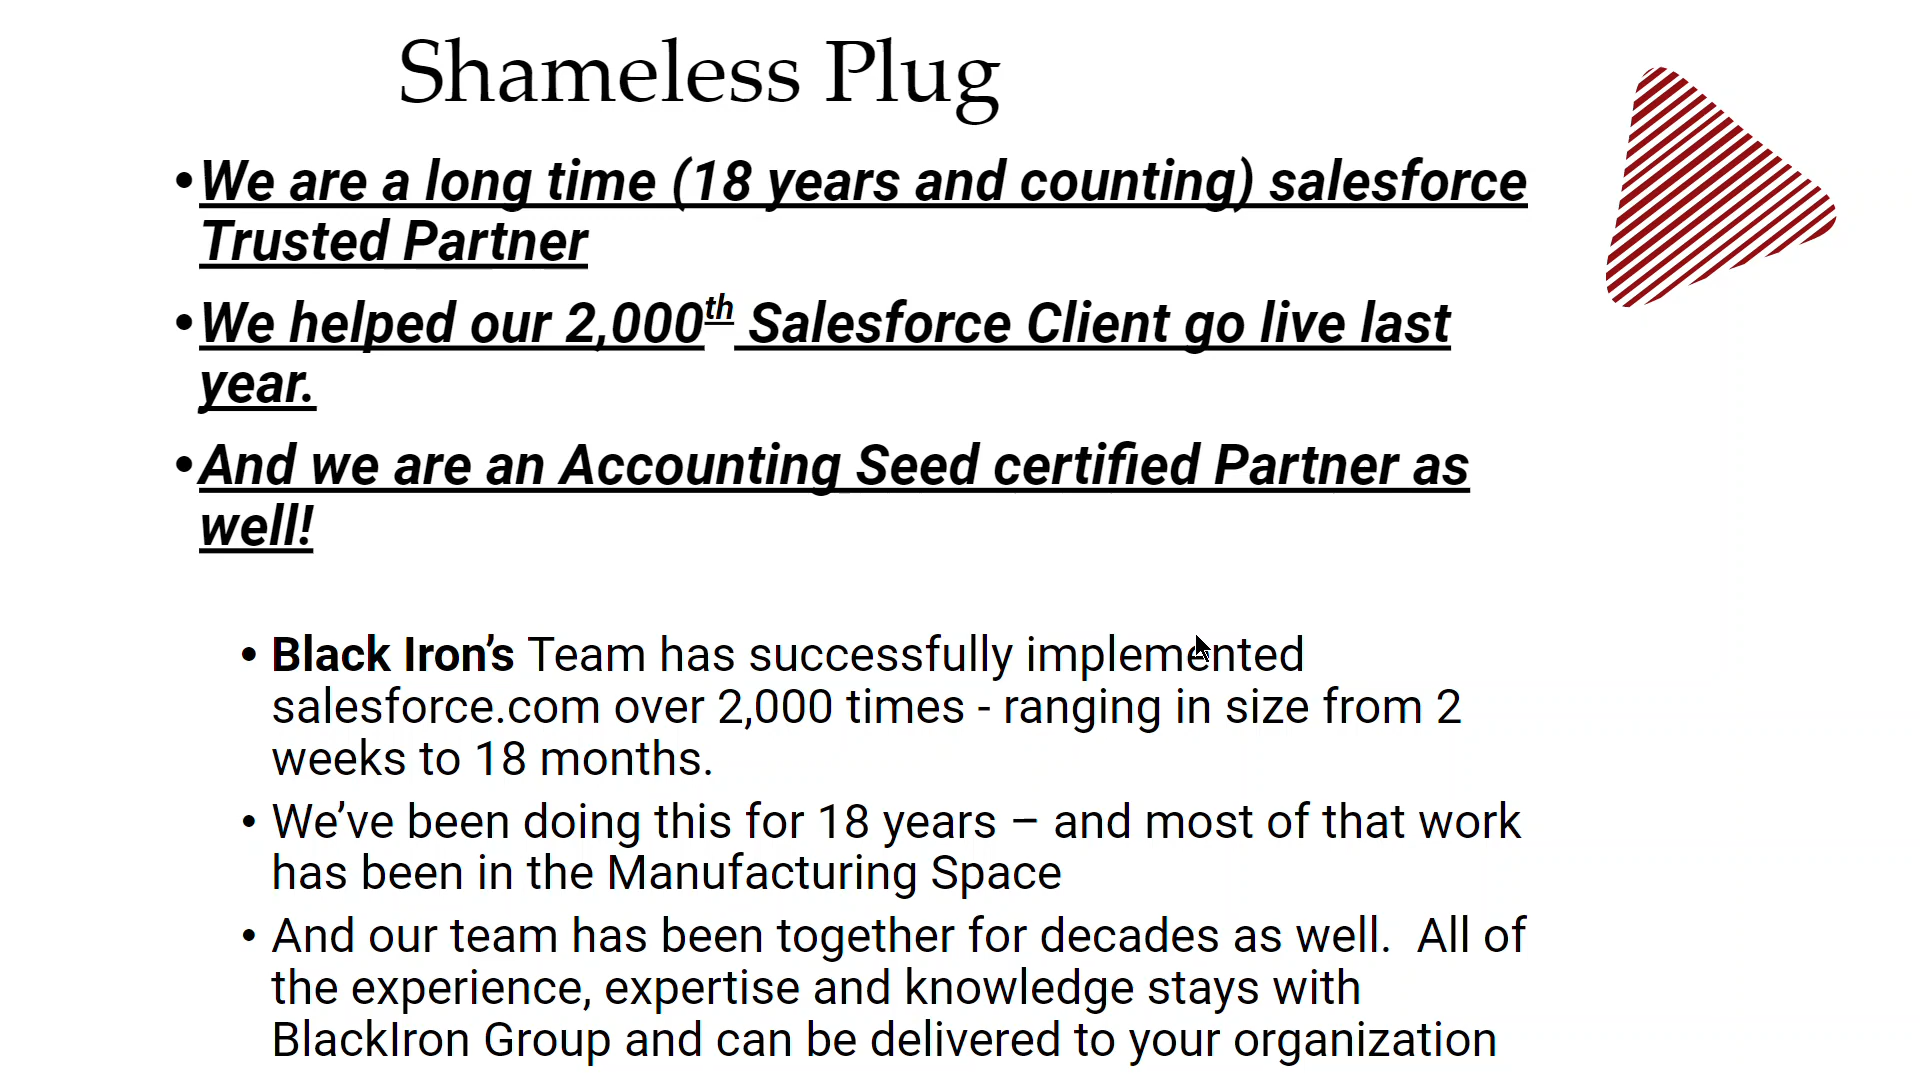 Shameless Plug
•We are a long time (18 years and counting) salesforce
Trusted Partner
•We helped our 2,000th Salesforce Client go live last
year.
•And we are an Accounting Seed certified Partner as
well!
• Black Iron’s Team has successfully implemented
salesforce.com over 2,000 times - ranging in size from 2
weeks to 18 months.
• We’ve been doing this for 18 years – and most of that work
has been in the Manufacturing Space
• And our team has been together for decades as well.  All of
the experience, expertise and knowledge stays with
BlackIron Group and can be delivered to your organization